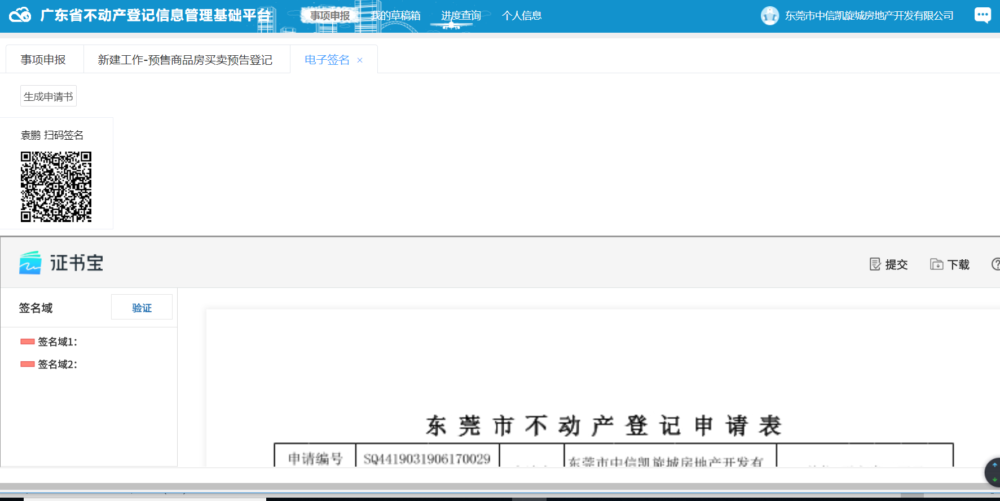 广东省不动产登记信息管理基础平台
事项申报 我的草稿箱 进度查询 个人信息
东莞市中信凯旋城房地产开发有限公司
事项申报 新建工作-预售商品房买卖预告登记 电子签名 ×
生成申请书
袁鹏 扫码签名
证书宝
提交 下载
签名域 验证
签名域1:
签名域2:
东莞市不动产登记申请表
申请编号 SQ4419031906170029 东莞市中信凯旋城房地产开发有